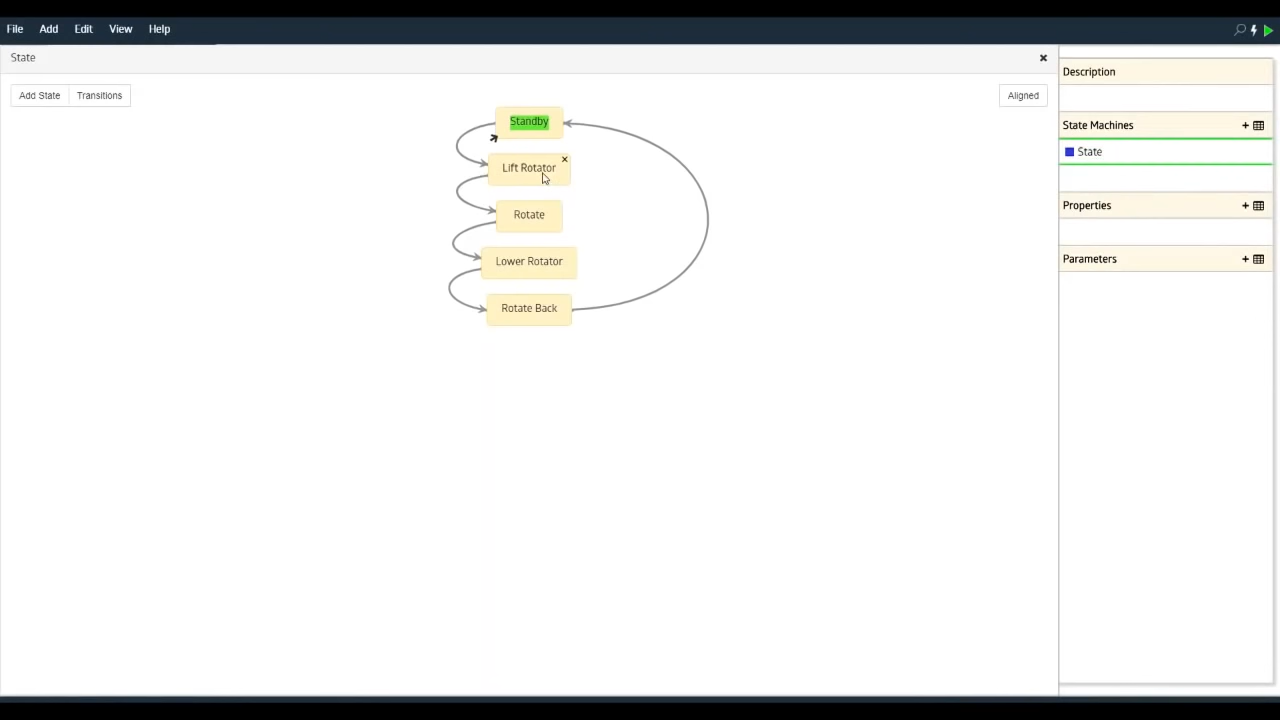 File Add Edit View Help
State
Add State Transitions Aligned
Standby
Lift Rotator
Rotate
Lower Rotator
Rotate Back
Description
State Machines
State
Properties
Parameters